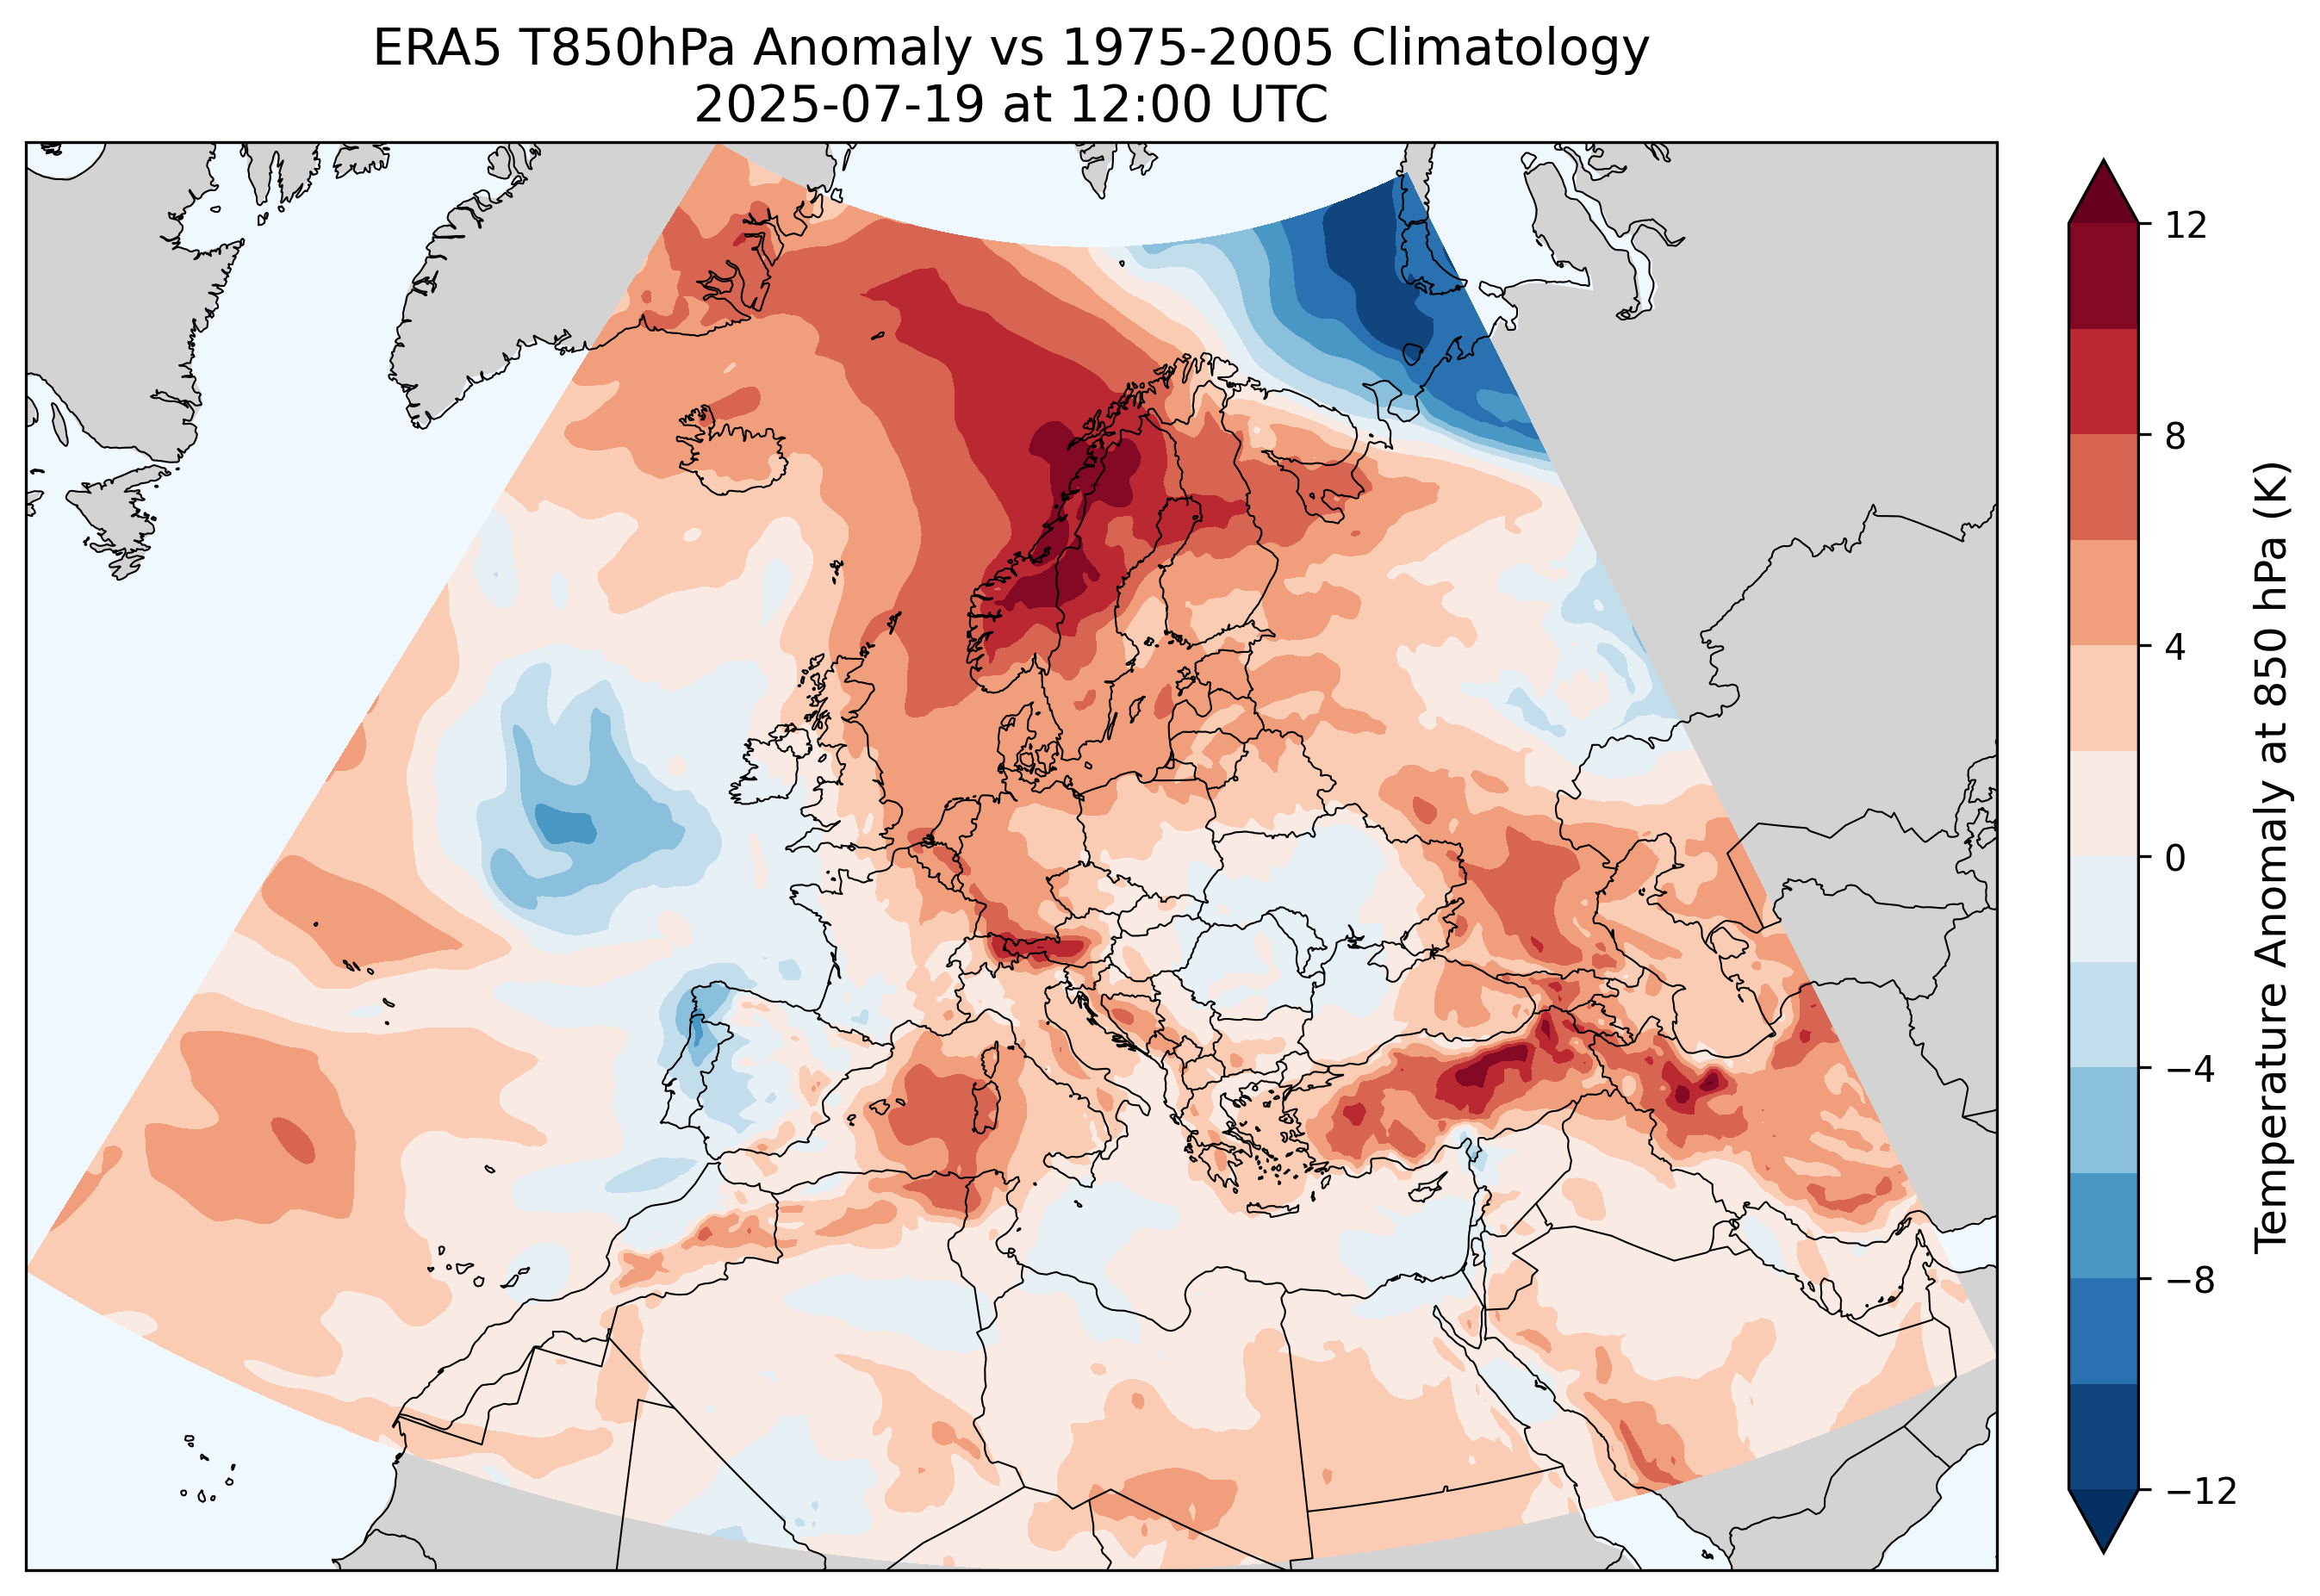 ERA5 T850hPa Anomaly vs 1975-2005 Climatology
2025-07-19 at 12:00 UTC
12
8
4
0
−4
−8
−12
Temperature Anomaly at 850 hPa (K)